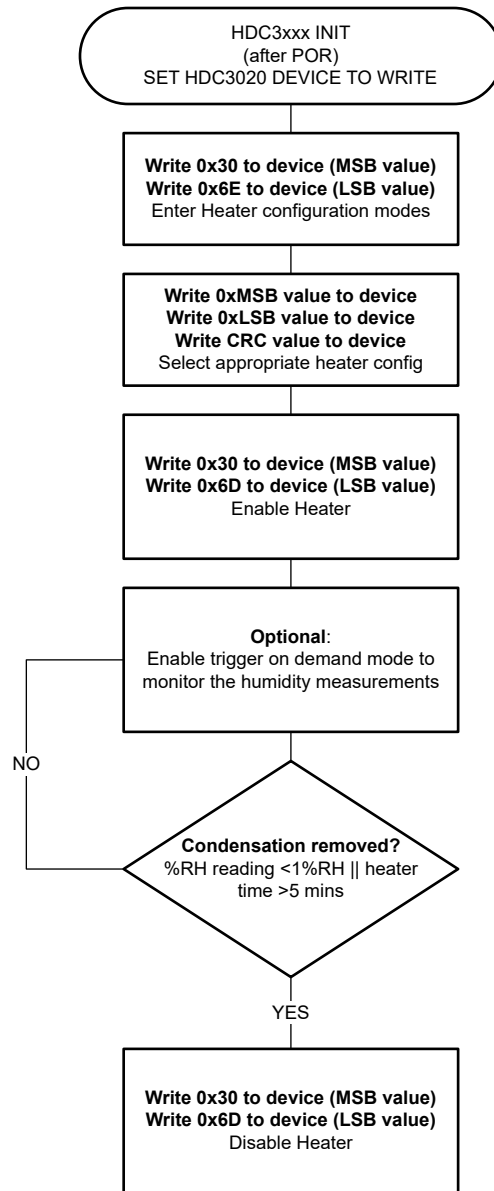 HDC3xxx INIT
(after POR)
SET HDC3020 DEVICE TO WRITE
Write 0x30 to device (MSB value)
Write 0x6E to device (LSB value)
Enter Heater configuration modes
Write 0xMSB value to device
Write 0xLSB value to device
Write CRC value to device
Select appropriate heater config
Write 0x30 to device (MSB value)
Write 0x6D to device (LSB value)
Enable Heater
Optional:
Enable trigger on demand mode to
monitor the humidity measurements
NO
Condensation removed?
%RH reading <1%RH || heater
time >5 mins
YES
Write 0x30 to device (MSB value)
Write 0x6D to device (LSB value)
Disable Heater